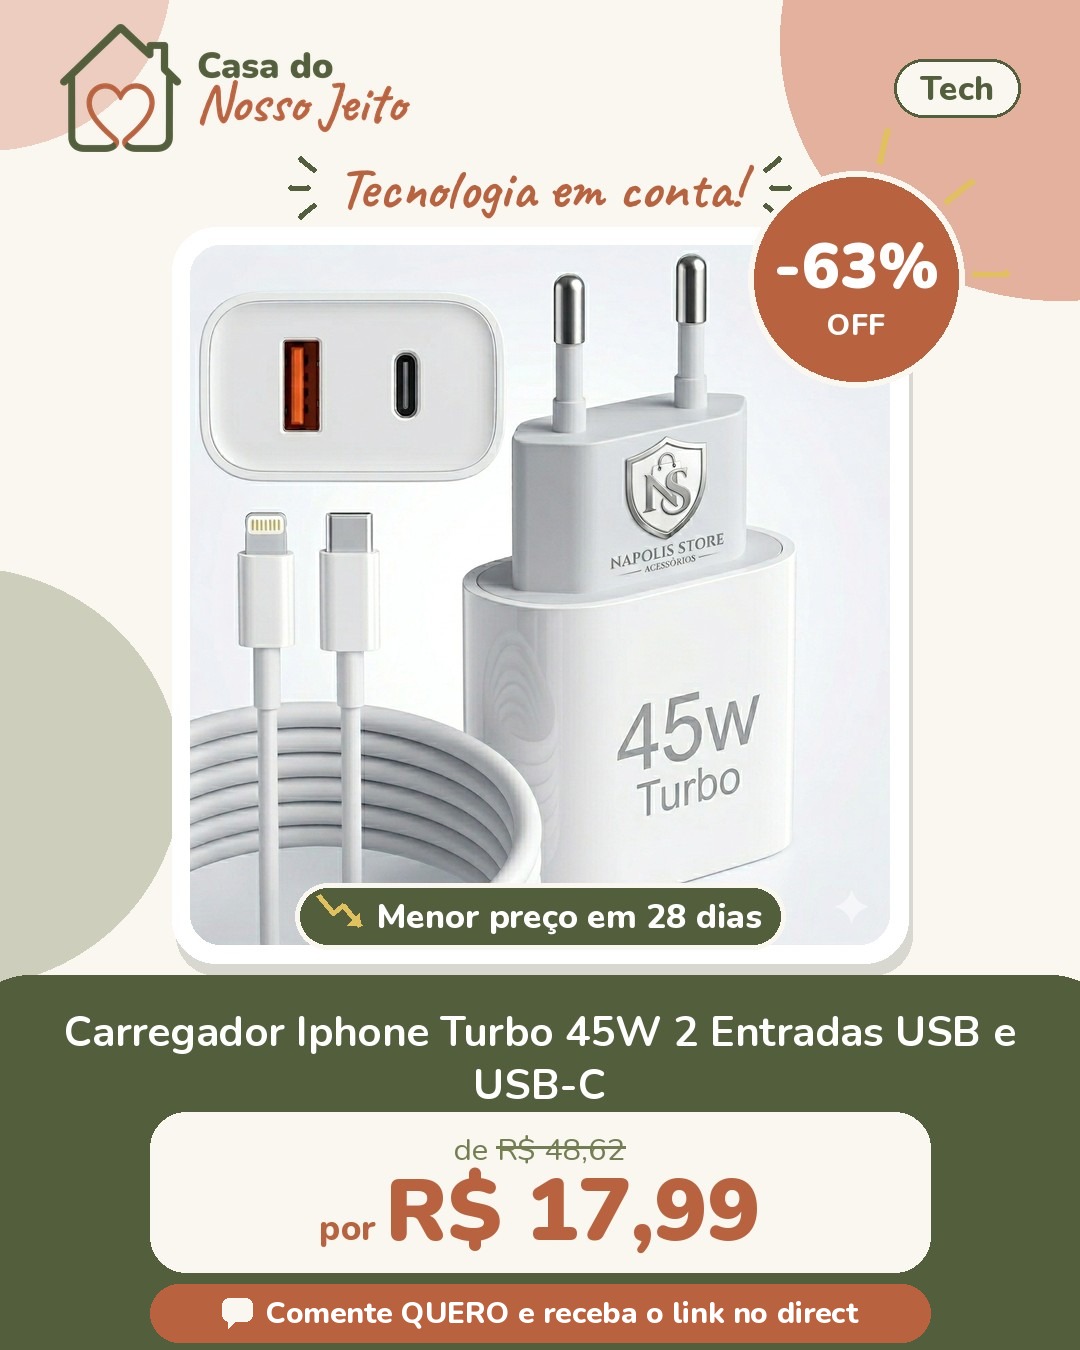 Casa do
Nosso Jeito
Tech
Tecnologia em conta!
-63%
OFF
NS
NAPOLIS STORE
ACESSÓRIOS
45W
Turbo
Menor preço em 28 dias
Carregador Iphone Turbo 45W 2 Entradas USB e
USB-C
de R$ 48,62
por R$ 17,99
Comente QUERO e receba o link no direct